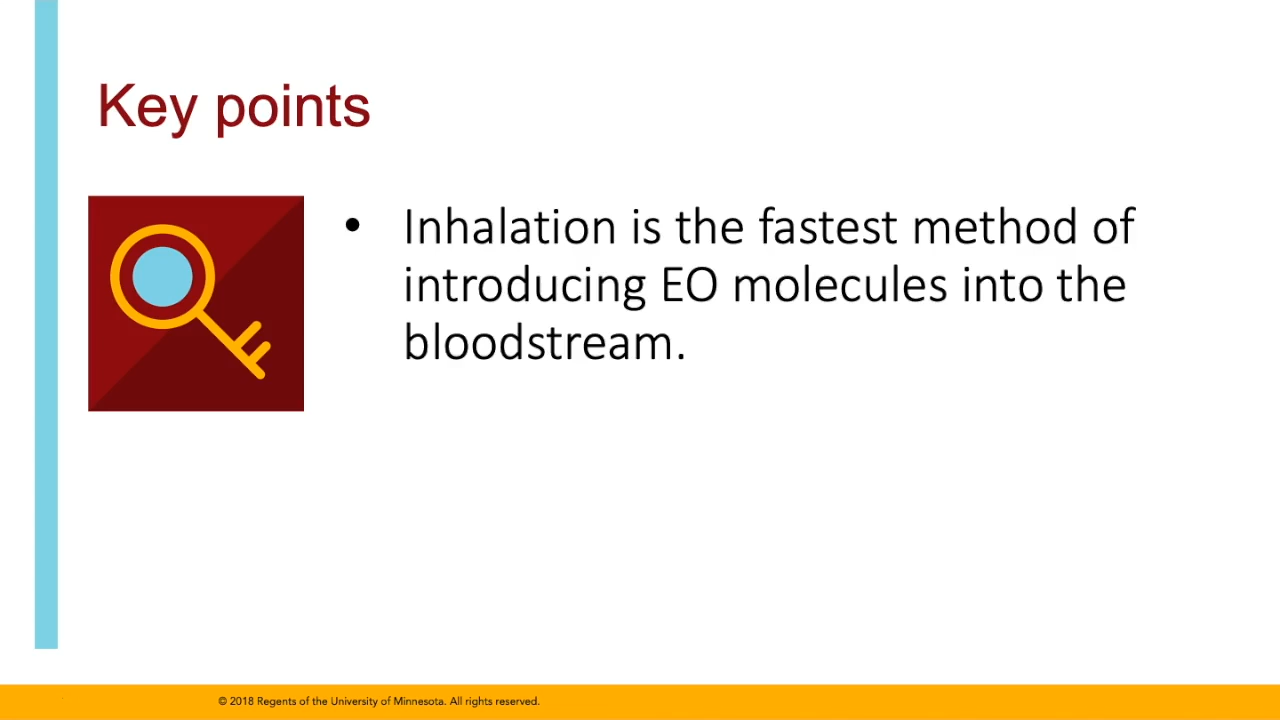 Key points
• Inhalation is the fastest method of
introducing EO molecules into the
bloodstream.
© 2018 Regents of the University of Minnesota. All rights reserved.